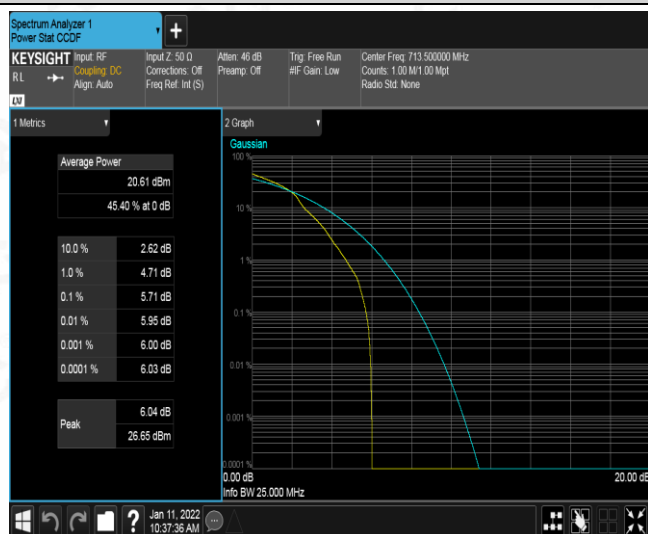 Spectrum Analyzer 1
Power Stat CCDF
KEYSIGHT
RL
LXI
Input: RF
Coupling: DC
Align: Auto
Input Z: 50 Ω
Corrections: Off
Freq Ref: Int (S)
Atten: 46 dB
Preamp: Off
Trig: Free Run
#IF Gain: Low
Center Freq: 713.500000 MHz
Counts: 1.00 M/1.00 Mpt
Radio Std: None
1 Metrics
Average Power
20.61 dBm
45.40 % at 0 dB
10.0 % 2.62 dB
1.0 % 4.71 dB
0.1 % 5.71 dB
0.01 % 5.95 dB
0.001 % 6.00 dB
0.0001 % 6.03 dB
Peak
6.04 dB
26.65 dBm
2 Graph
Gaussian
100 %
10 %
1 %
0.1 %
0.01 %
0.001 %
0.0001 %
0.00 dB 20.00 dB
Info BW 25.000 MHz
?
Jan 11, 2022
10:37:36 AM